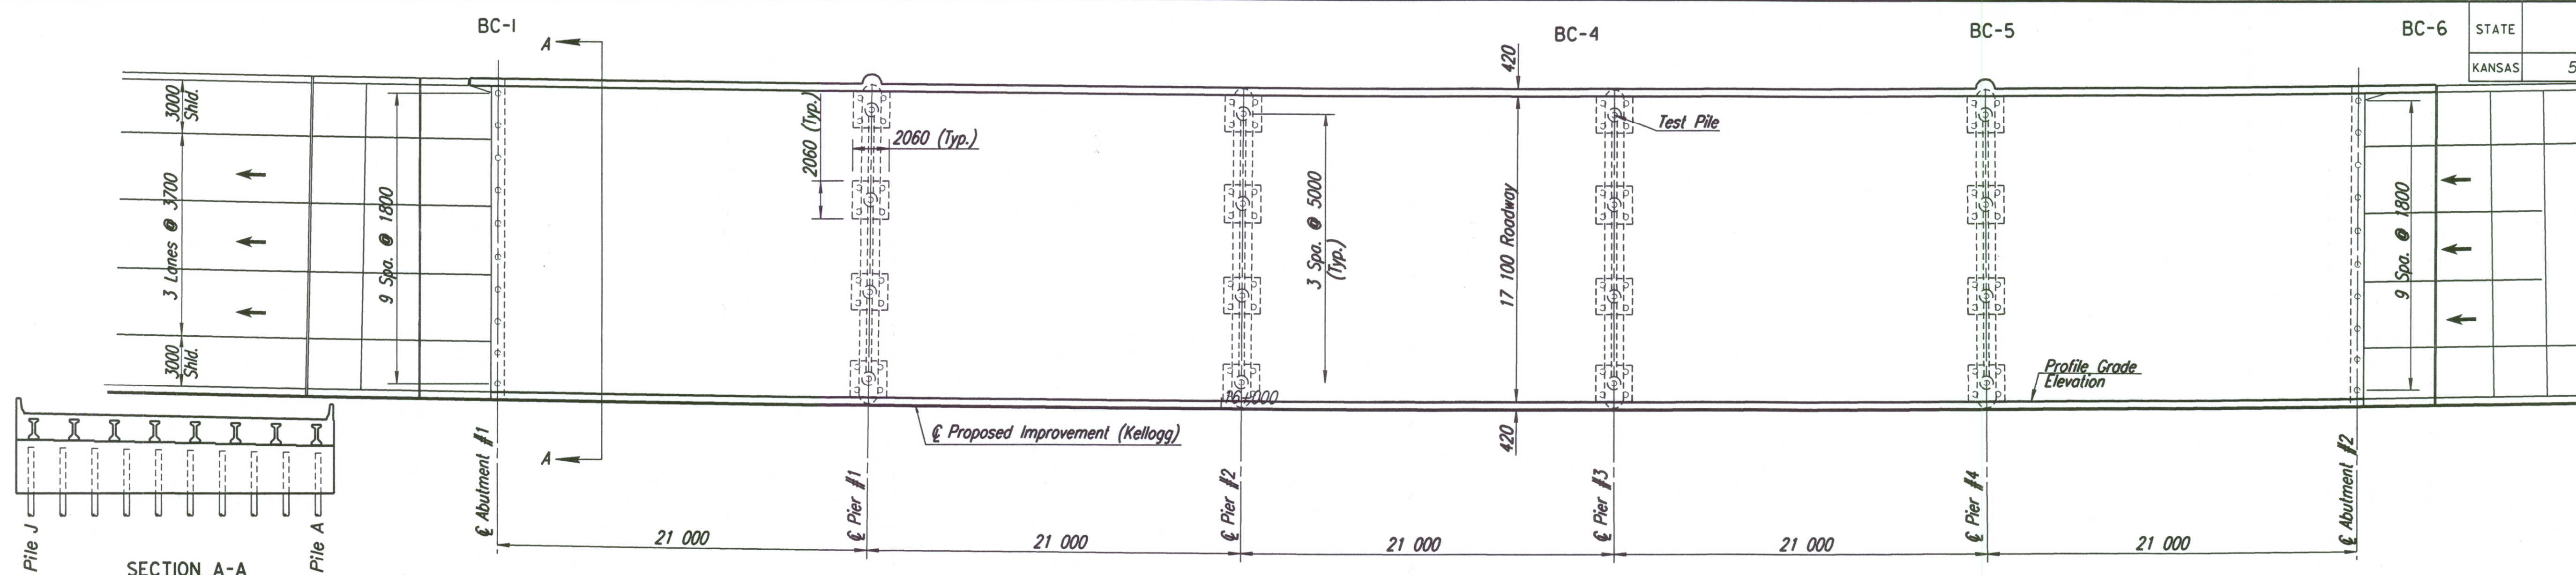 BC-1
BC-4
BC-5
BC-6
STATE
KANSAS
5
A
420
3000
Shld.
3 Lanes @ 3700
3000
Shld.
9 Spa. @ 1800
2060 (Typ.)
2060 (Typ.)
3 Spa. @ 5000
(Typ.)
17 100 Roadway
Test Pile
9 Spa. @ 1800
Profile Grade
Elevation
16+000
℄ Proposed Improvement (Kellogg)
420
A
℄ Abutment #1
℄ Pier #1
℄ Pier #2
℄ Pier #3
℄ Pier #4
℄ Abutment #2
21 000
21 000
21 000
21 000
21 000
Pile J
Pile A
SECTION A-A